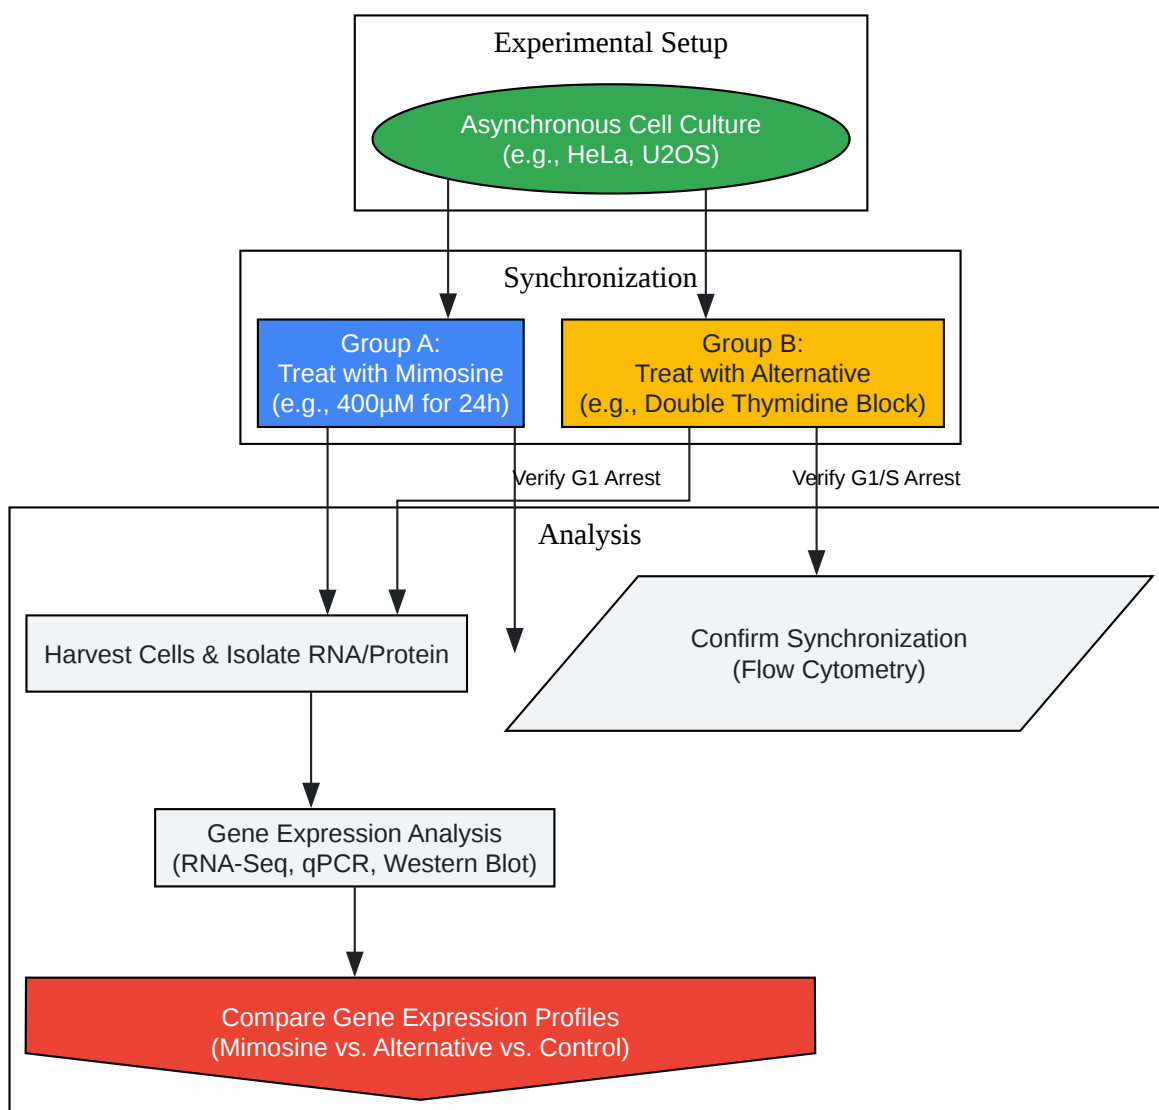 Experimental Setup
Asynchronous Cell Culture
(e.g., HeLa, U2OS)
Synchronization
Group A:
Treat with Mimosine
(e.g., 400µM for 24h)
Group B:
Treat with Alternative
(e.g., Double Thymidine Block)
Verify G1 Arrest
Verify G1/S Arrest
Analysis
Harvest Cells & Isolate RNA/Protein
Confirm Synchronization
(Flow Cytometry)
Gene Expression Analysis
(RNA-Seq, qPCR, Western Blot)
Compare Gene Expression Profiles
(Mimosine vs. Alternative vs. Control)